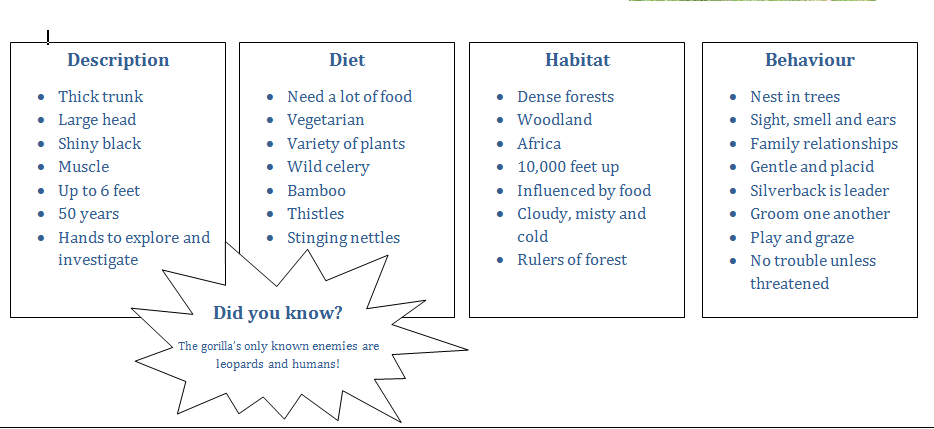 Description
• Thick trunk
• Large head
• Shiny black
• Muscle
• Up to 6 feet
• 50 years
• Hands to explore and
investigate
Diet
• Need a lot of food
• Vegetarian
• Variety of plants
• Wild celery
• Bamboo
• Thistles
• Stinging nettles
Habitat
• Dense forests
• Woodland
• Africa
• 10,000 feet up
• Influenced by food
• Cloudy, misty and
cold
• Rulers of forest
Behaviour
• Nest in trees
• Sight, smell and ears
• Family relationships
• Gentle and placid
• Silverback is leader
• Groom one another
• Play and graze
• No trouble unless
threatened
Did you know?
The gorilla's only known enemies are
leopards and humans!